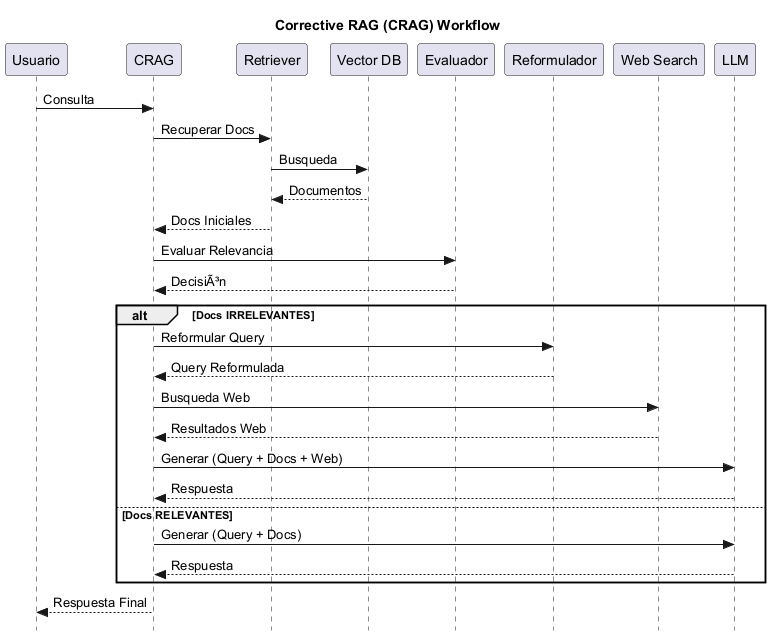 Corrective RAG (CRAG) Workflow
Usuario CRAG Retriever Vector DB Evaluador Reformulador Web Search LLM
Consulta
Recuperar Docs
Busqueda
Documentos
Docs Iniciales
Evaluar Relevancia
DecisiÃ³n
alt [Docs IRRELEVANTES]
Reformular Query
Query Reformulada
Busqueda Web
Resultados Web
Generar (Query + Docs + Web)
Respuesta
[Docs RELEVANTES]
Generar (Query + Docs)
Respuesta
Respuesta Final